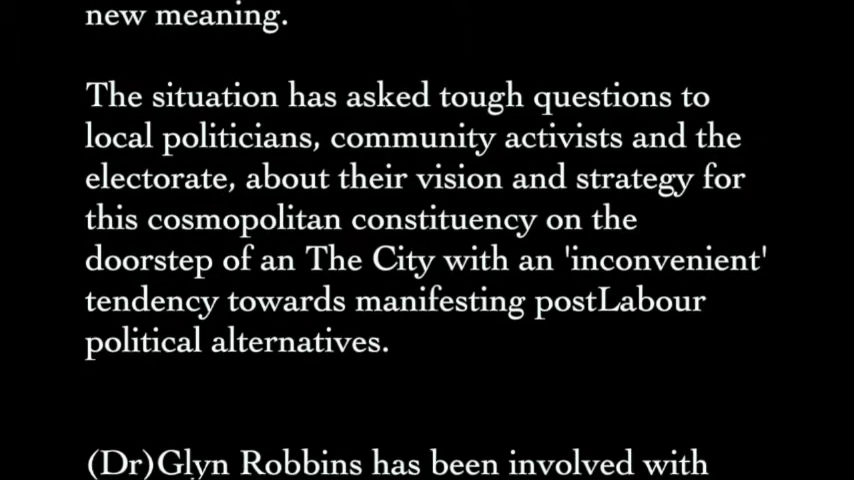 new meaning.
The situation has asked tough questions to
local politicians, community activists and the
electorate, about their vision and strategy for
this cosmopolitan constituency on the
doorstep of an The City with an 'inconvenient'
tendency towards manifesting postLabour
political alternatives.
(Dr)Glyn Robbins has been involved with